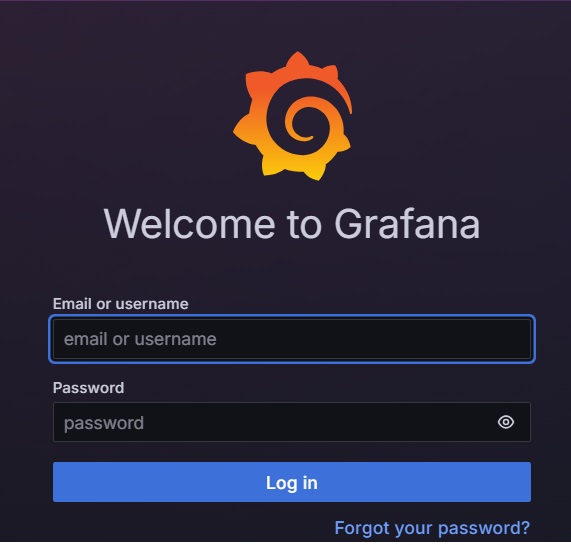 Welcome to Grafana
Email or username
email or username
Password
password
Log in
Forgot your password?